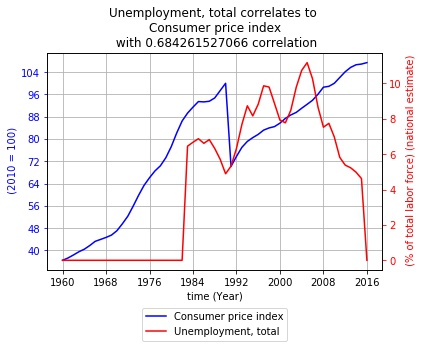 Unemployment, total correlates to
Consumer price index
with 0.684261527066 correlation
104
96
88
80
72
64
56
48
40
(2010 = 100)
10
8
6
4
2
0
(% of total labor force) (national estimate)
1960 1968 1976 1984 1992 2000 2008 2016
time (Year)
Consumer price index
Unemployment, total